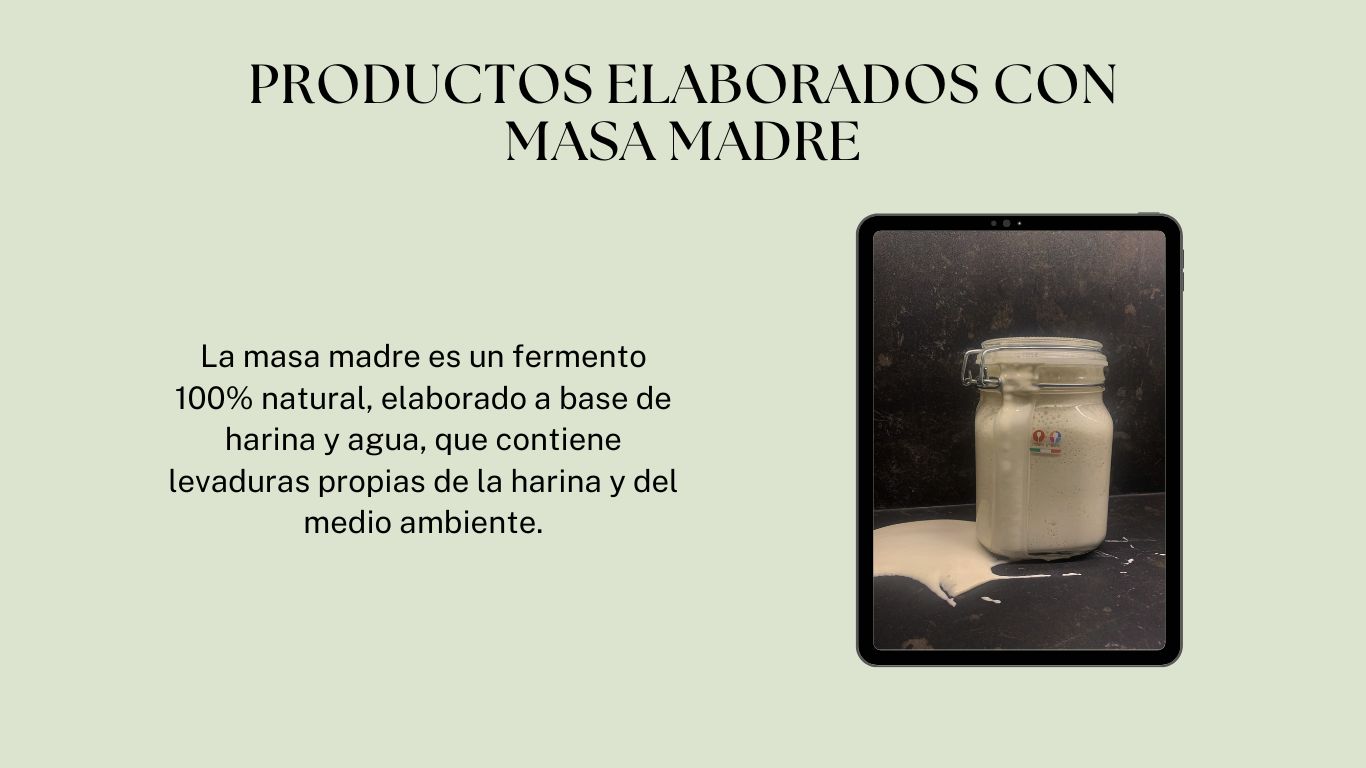 PRODUCTOS ELABORADOS CON
MASA MADRE
La masa madre es un fermento
100% natural, elaborado a base de
harina y agua, que contiene
levaduras propias de la harina y del
medio ambiente.